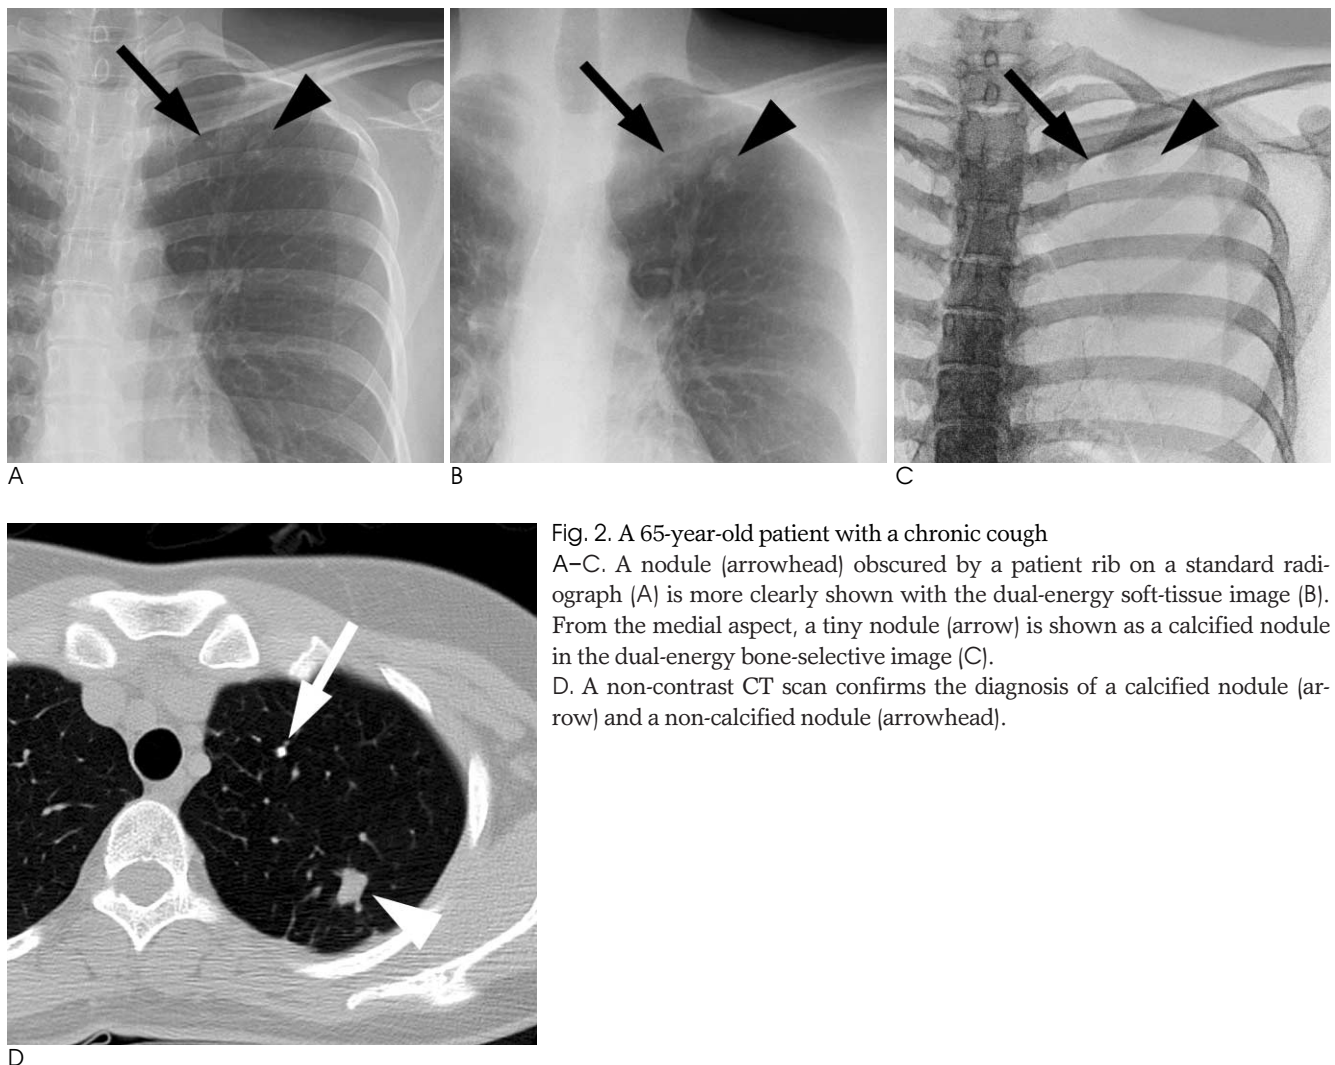 A
B
C
Fig. 2. A 65-year-old patient with a chronic cough
A–C. A nodule (arrowhead) obscured by a patient rib on a standard radi-
ograph (A) is more clearly shown with the dual-energy soft-tissue image (B).
From the medial aspect, a tiny nodule (arrow) is shown as a calcified nodule
in the dual-energy bone-selective image (C).
D. A non-contrast CT scan confirms the diagnosis of a calcified nodule (ar-
row) and a non-calcified nodule (arrowhead).
D